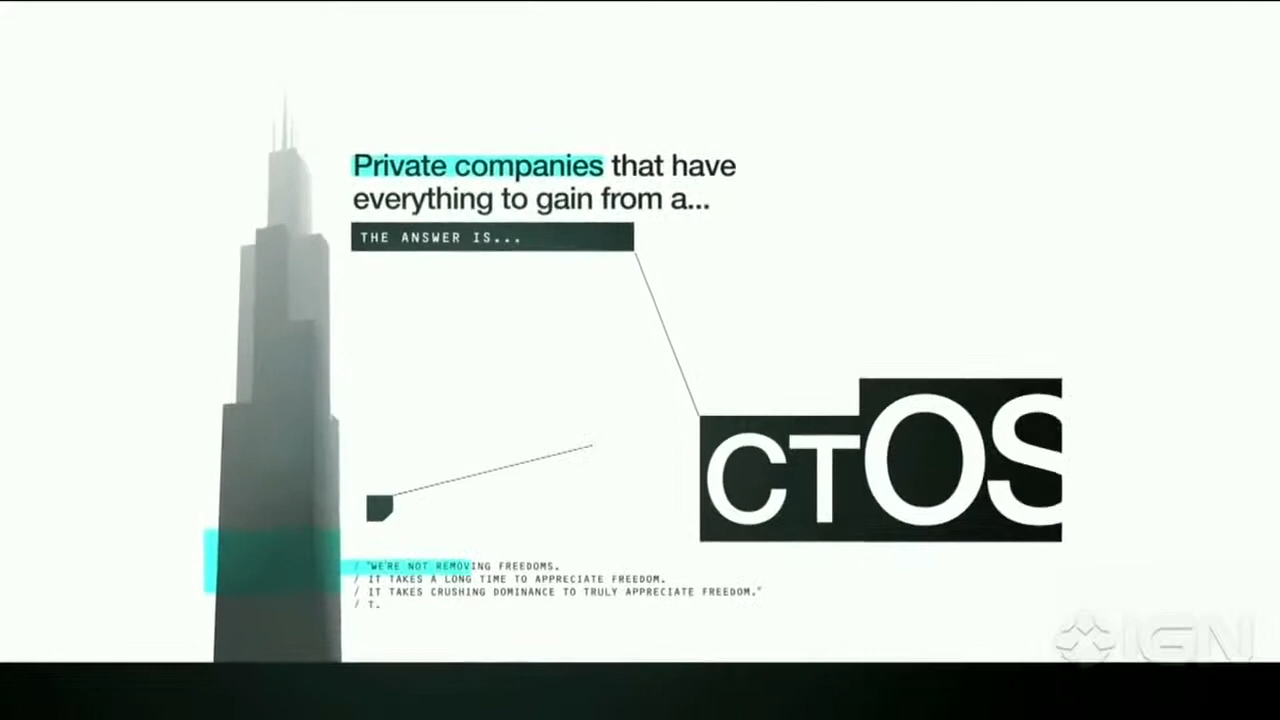 Private companies that have
everything to gain from a...
THE ANSWER IS...
CTOS
/ "WE'RE NOT REMOVING FREEDOMS.
/ IT TAKES A LONG TIME TO APPRECIATE FREEDOM.
/ IT TAKES CRUSHING DOMINANCE TO TRULY APPRECIATE FREEDOM."
/ T.
IGN